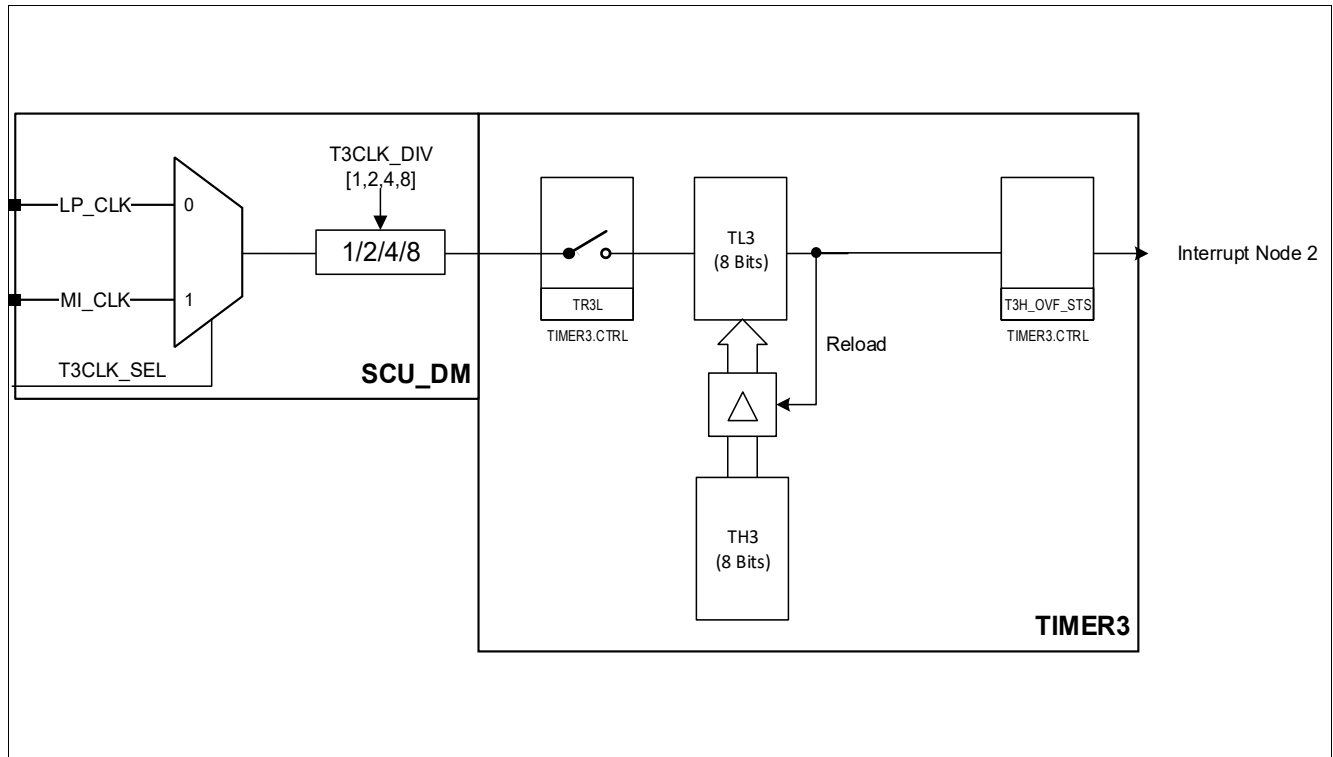 T3CLK_DIV
[1,2,4,8]
LP_CLK
0
1/2/4/8
MI_CLK
1
T3CLK_SEL
SCU_DM
TR3L
TIMER3.CTRL
TL3
(8 Bits)
Reload
TH3
(8 Bits)
T3H_OVF_STS
TIMER3.CTRL
Interrupt Node 2
TIMER3